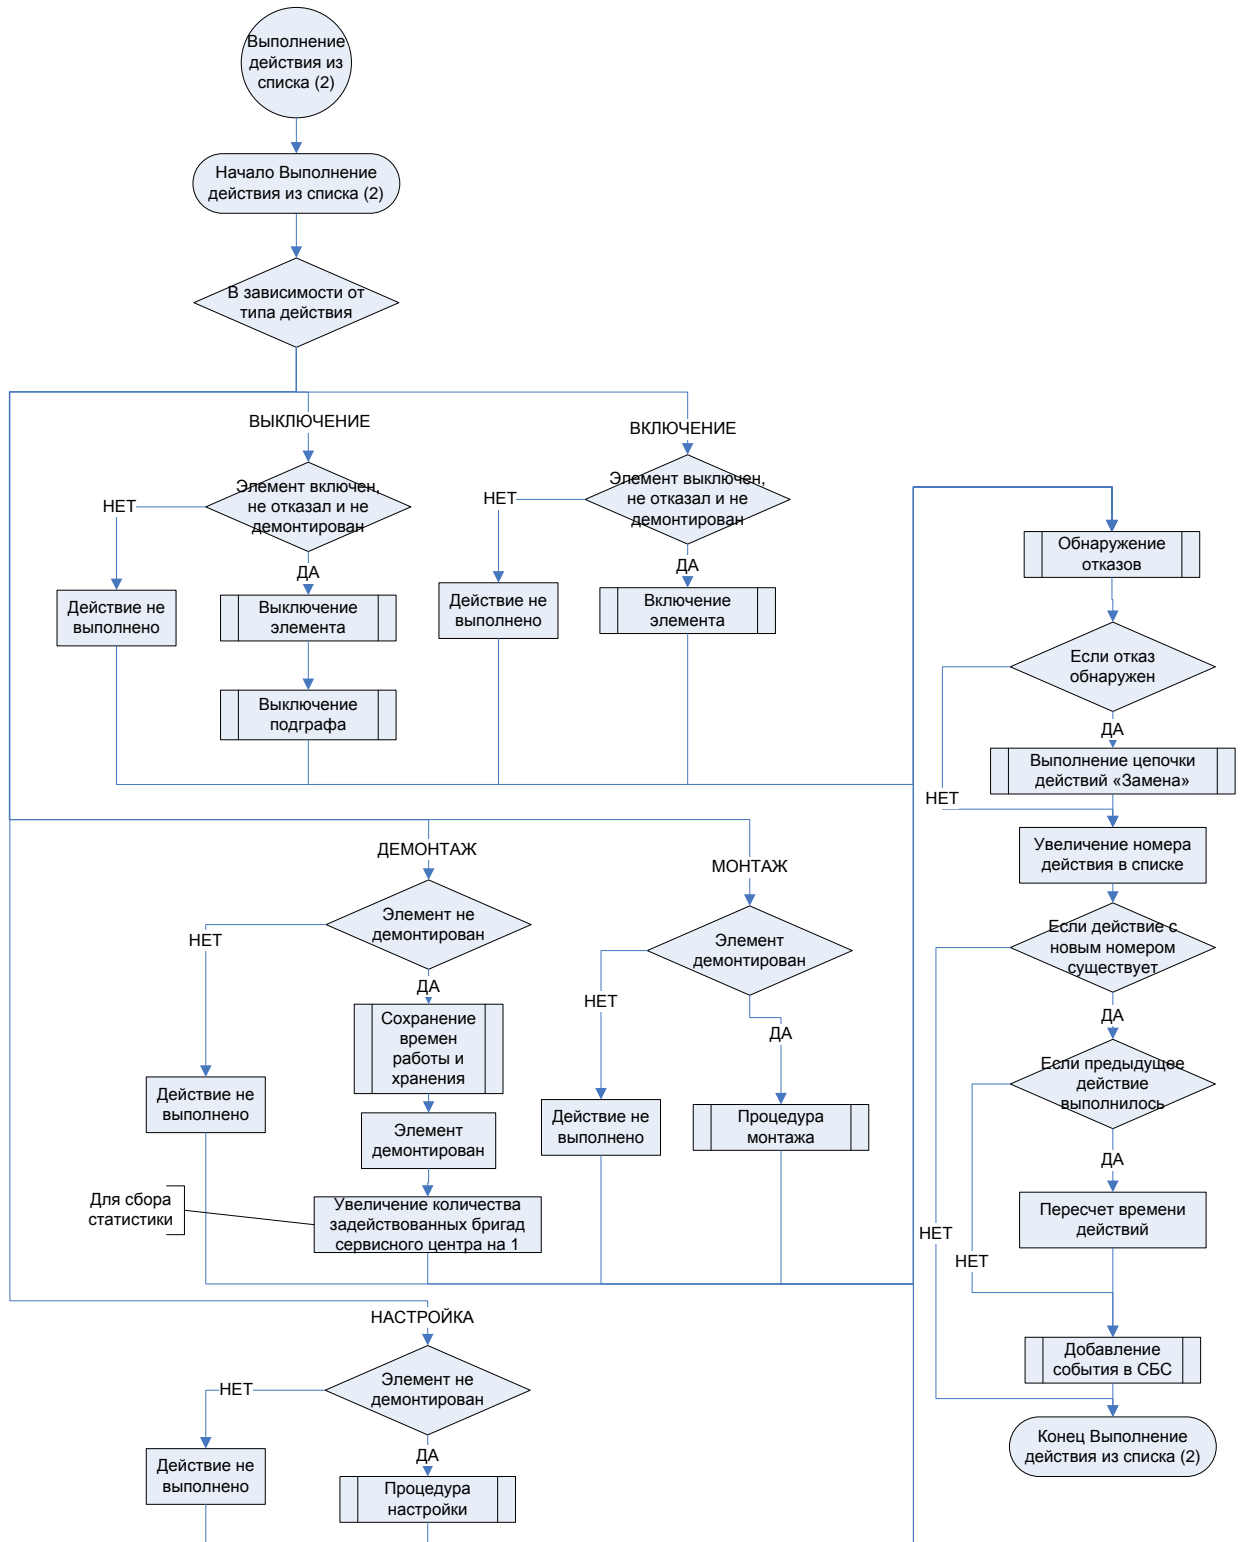 Выполнение
действия из
списка (2)
Начало Выполнение
действия из списка (2)
В зависимости от
типа действия
ВЫКЛЮЧЕНИЕ
Элемент включен,
не отказал и не
демонтирован
НЕТ
ДА
Действие не
выполнено
Выключение
элемента
Выключение
подграфа
ВКЛЮЧЕНИЕ
Элемент выключен,
не отказал и не
демонтирован
НЕТ
ДА
Действие не
выполнено
Включение
элемента
ДЕМОНТАЖ
Элемент не
демонтирован
НЕТ
ДА
Действие не
выполнено
Сохранение
времен
работы и
хранения
Элемент
демонтирован
Для сбора
статистики
Увеличение количества
задействованных бригад
сервисного центра на 1
МОНТАЖ
Элемент
демонтирован
НЕТ
ДА
Действие не
выполнено
Процедура
монтажа
НАСТРОЙКА
Элемент не
демонтирован
НЕТ
ДА
Действие не
выполнено
Процедура
настройки
Обнаружение
отказов
Если отказ
обнаружен
ДА
Выполнение цепочки
действий «Замена»
НЕТ
Увеличение номера
действия в списке
Если действие с
новым номером
существует
ДА
Если предыдущее
действие
выполнилось
ДА
Пересчет времени
действий
НЕТ
НЕТ
Добавление
события в СБС
Конец Выполнение
действия из списка (2)